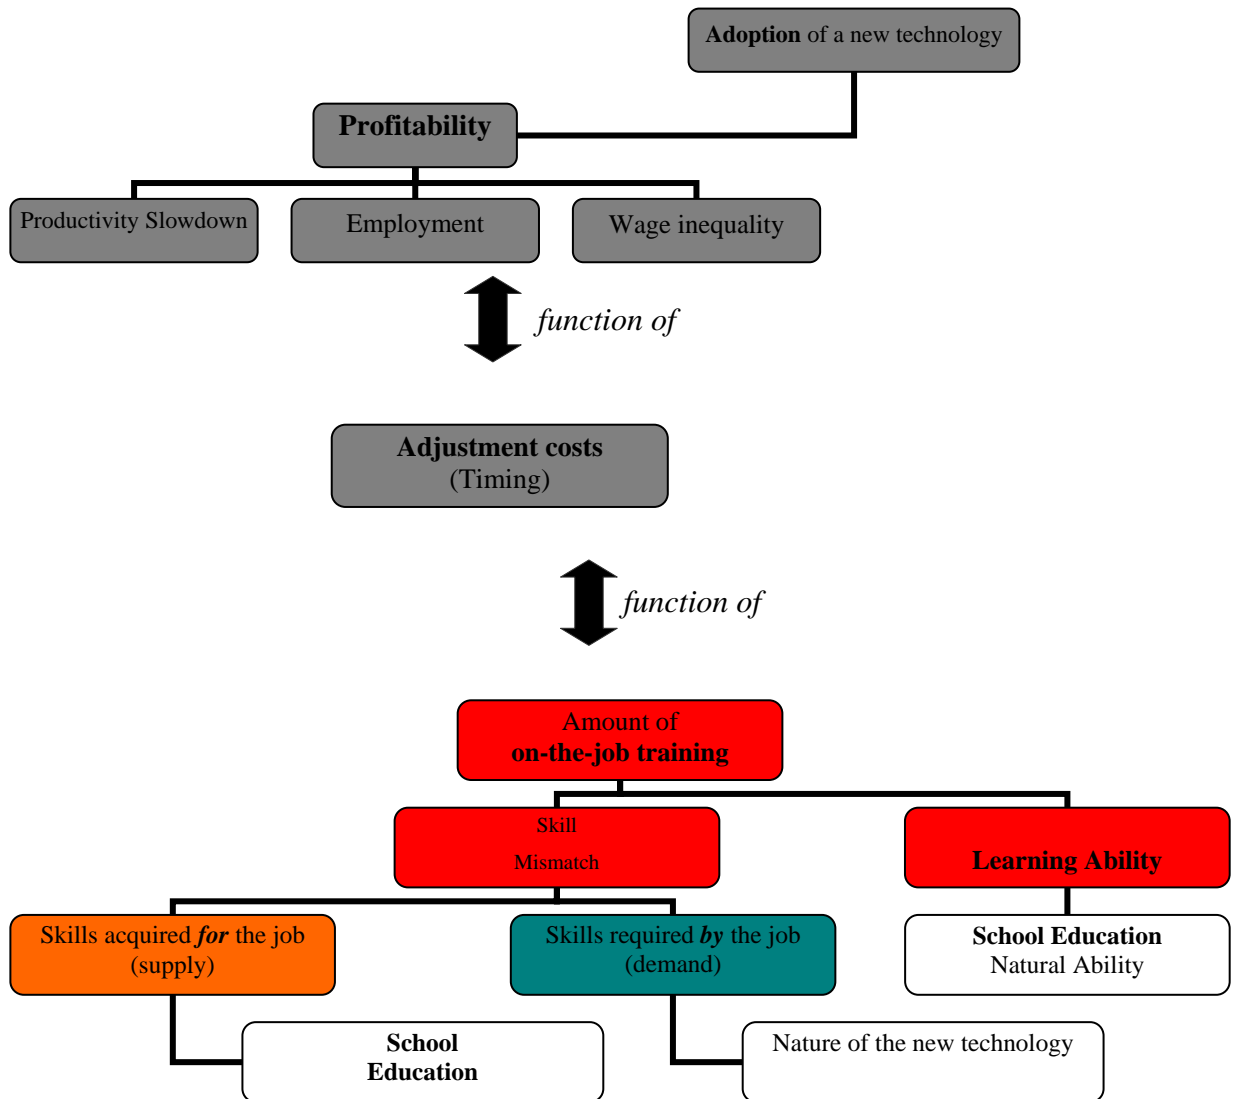 Adoption of a new technology
Profitability
Productivity Slowdown
Employment
Wage inequality
function of
Adjustment costs
(Timing)
function of
Amount of
on-the-job training
Skill
Mismatch
Learning Ability
Skills acquired for the job
(supply)
Skills required by the job
(demand)
School Education
Natural Ability
School
Education
Nature of the new technology